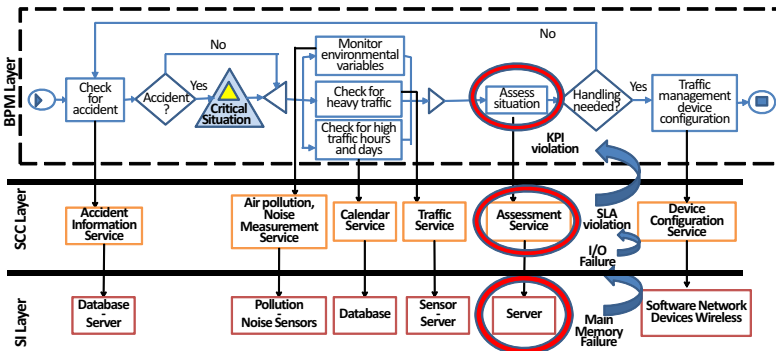 BPM Layer
No
No
Monitor
environmental
variables
Check
for
accident
Accident
?
Yes
Critical
Situation
Check for
heavy traffic
Check for high
traffic hours
and days
Assess
situation
Handling
needed?
Yes
Traffic
management
device
configuration
KPI
violation
SCC Layer
Accident
Information
Service
Air pollution,
Noise
Measurement
Service
Calendar
Service
Traffic
Service
Assessment
Service
SLA
violation
Device
Configuration
Service
I/O
Failure
SI Layer
Database
-
Server
Pollution
-
Noise Sensors
Database
Sensor
-
Server
Server
Main
Memory
Failure
Software Network
Devices Wireless